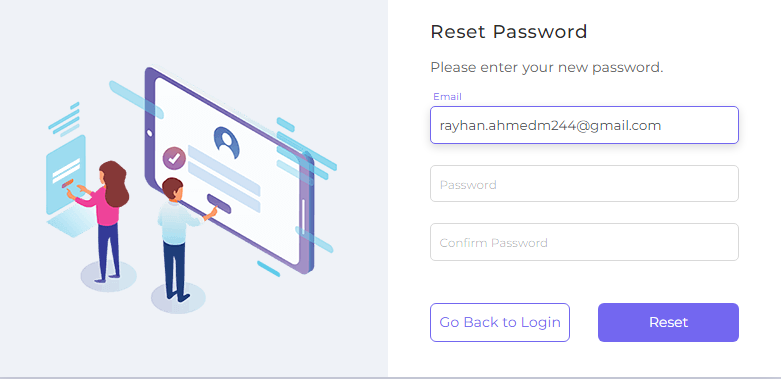 Reset Password
Please enter your new password.
Email
rayhan.ahmedm244@gmail.com
Password
Confirm Password
Go Back to Login
Reset